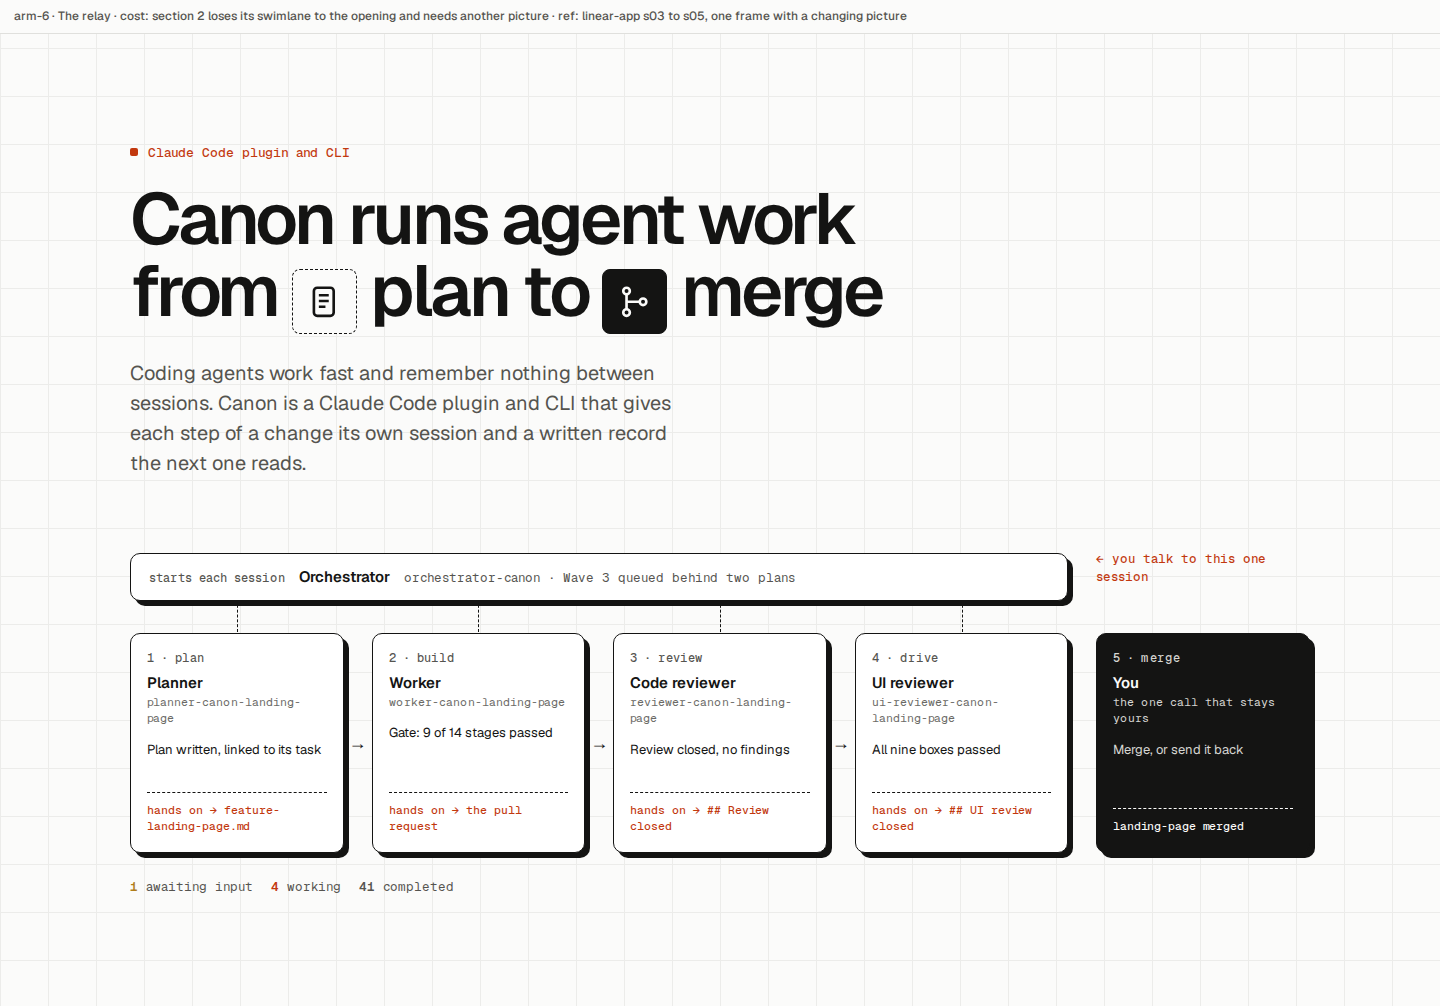 arm-6 · The relay · cost: section 2 loses its swimlane to the opening and needs another picture · ref: linear-app s03 to s05, one frame with a changing picture
Claude Code plugin and CLI
Canon runs agent work
from plan to merge
Coding agents work fast and remember nothing between
sessions. Canon is a Claude Code plugin and CLI that gives
each step of a change its own session and a written record
the next one reads.
starts each session Orchestrator orchestrator-canon · Wave 3 queued behind two plans
← you talk to this one
session
1 · plan
Planner
planner-canon-landing-
page
Plan written, linked to its task
hands on → feature-
landing-page.md
→
2 · build
Worker
worker-canon-landing-page
Gate: 9 of 14 stages passed
hands on → the pull
request
→
3 · review
Code reviewer
reviewer-canon-landing-
page
Review closed, no findings
hands on → ## Review
closed
→
4 · drive
UI reviewer
ui-reviewer-canon-
landing-page
All nine boxes passed
hands on → ## UI review
closed
5 · merge
You
the one call that stays
yours
Merge, or send it back
landing-page merged
1 awaiting input 4 working 41 completed